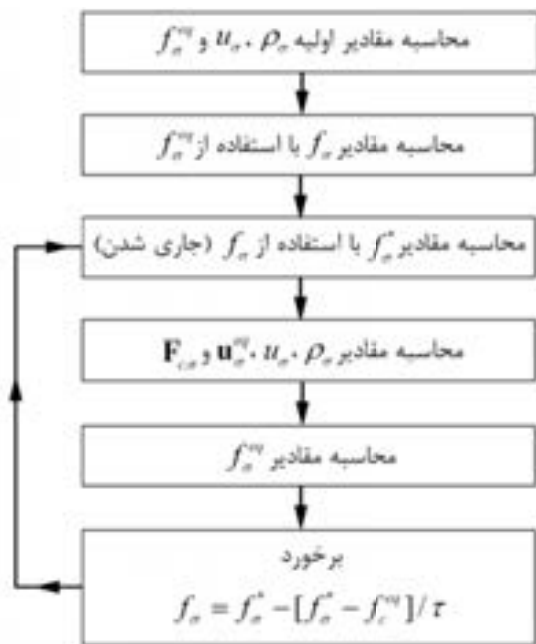 محاسبه مقادیر اولیه $\rho_\sigma$، $u_\sigma$ و $f_\sigma^{eq}$
محاسبه مقادیر $f_\sigma$ با استفاده از $f_\sigma^{eq}$
محاسبه مقادیر $f_\sigma^*$ با استفاده از $f_\sigma$ (جاری شدن)
محاسبه مقادیر $\rho_\sigma$، $u_\sigma$، $\mathbf{u}_\sigma^{eq}$ و $\mathbf{F}_{c\sigma}$
محاسبه مقادیر $f_\sigma^{eq}$
برخورد
$f_\sigma = f_\sigma^* - [f_\sigma^* - f_c^{eq}]/\tau$